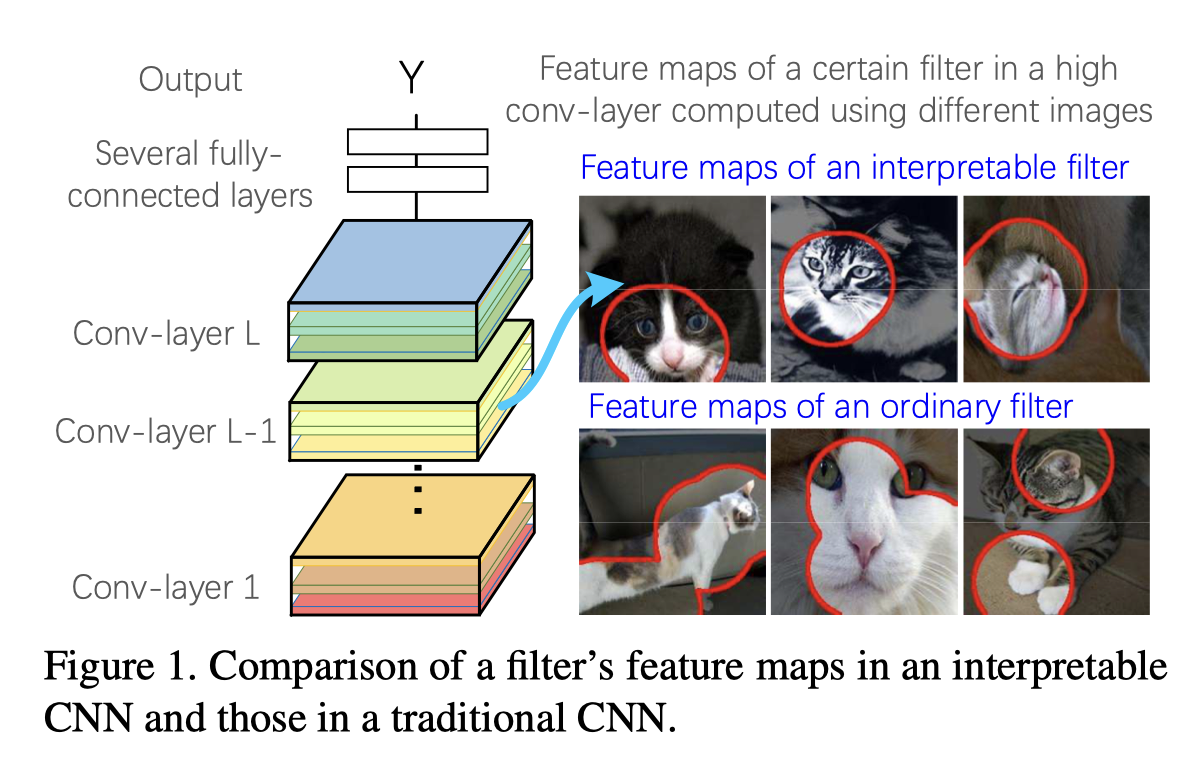 Output
Y
Several fully-
connected layers
Conv-layer L
Conv-layer L-1
Conv-layer 1
Feature maps of a certain filter in a high
conv-layer computed using different images
Feature maps of an interpretable filter
Feature maps of an ordinary filter
Figure 1. Comparison of a filter’s feature maps in an interpretable
CNN and those in a traditional CNN.